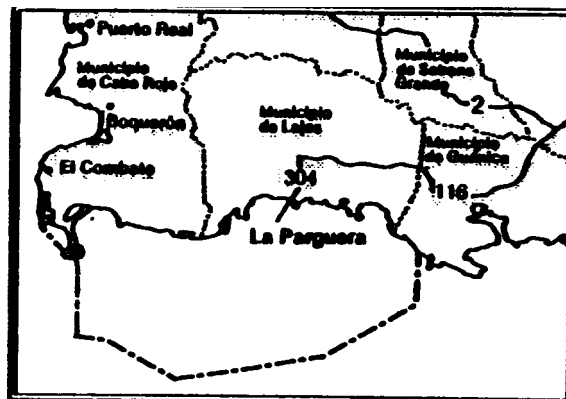 Puerto Real
Municipio
de Cabo Rojo
Boquerón
El Combate
Municipio
de Lajas
304
La Parguera
Municipio
de Sabana
Grande
2
Municipio
de Guánica
116